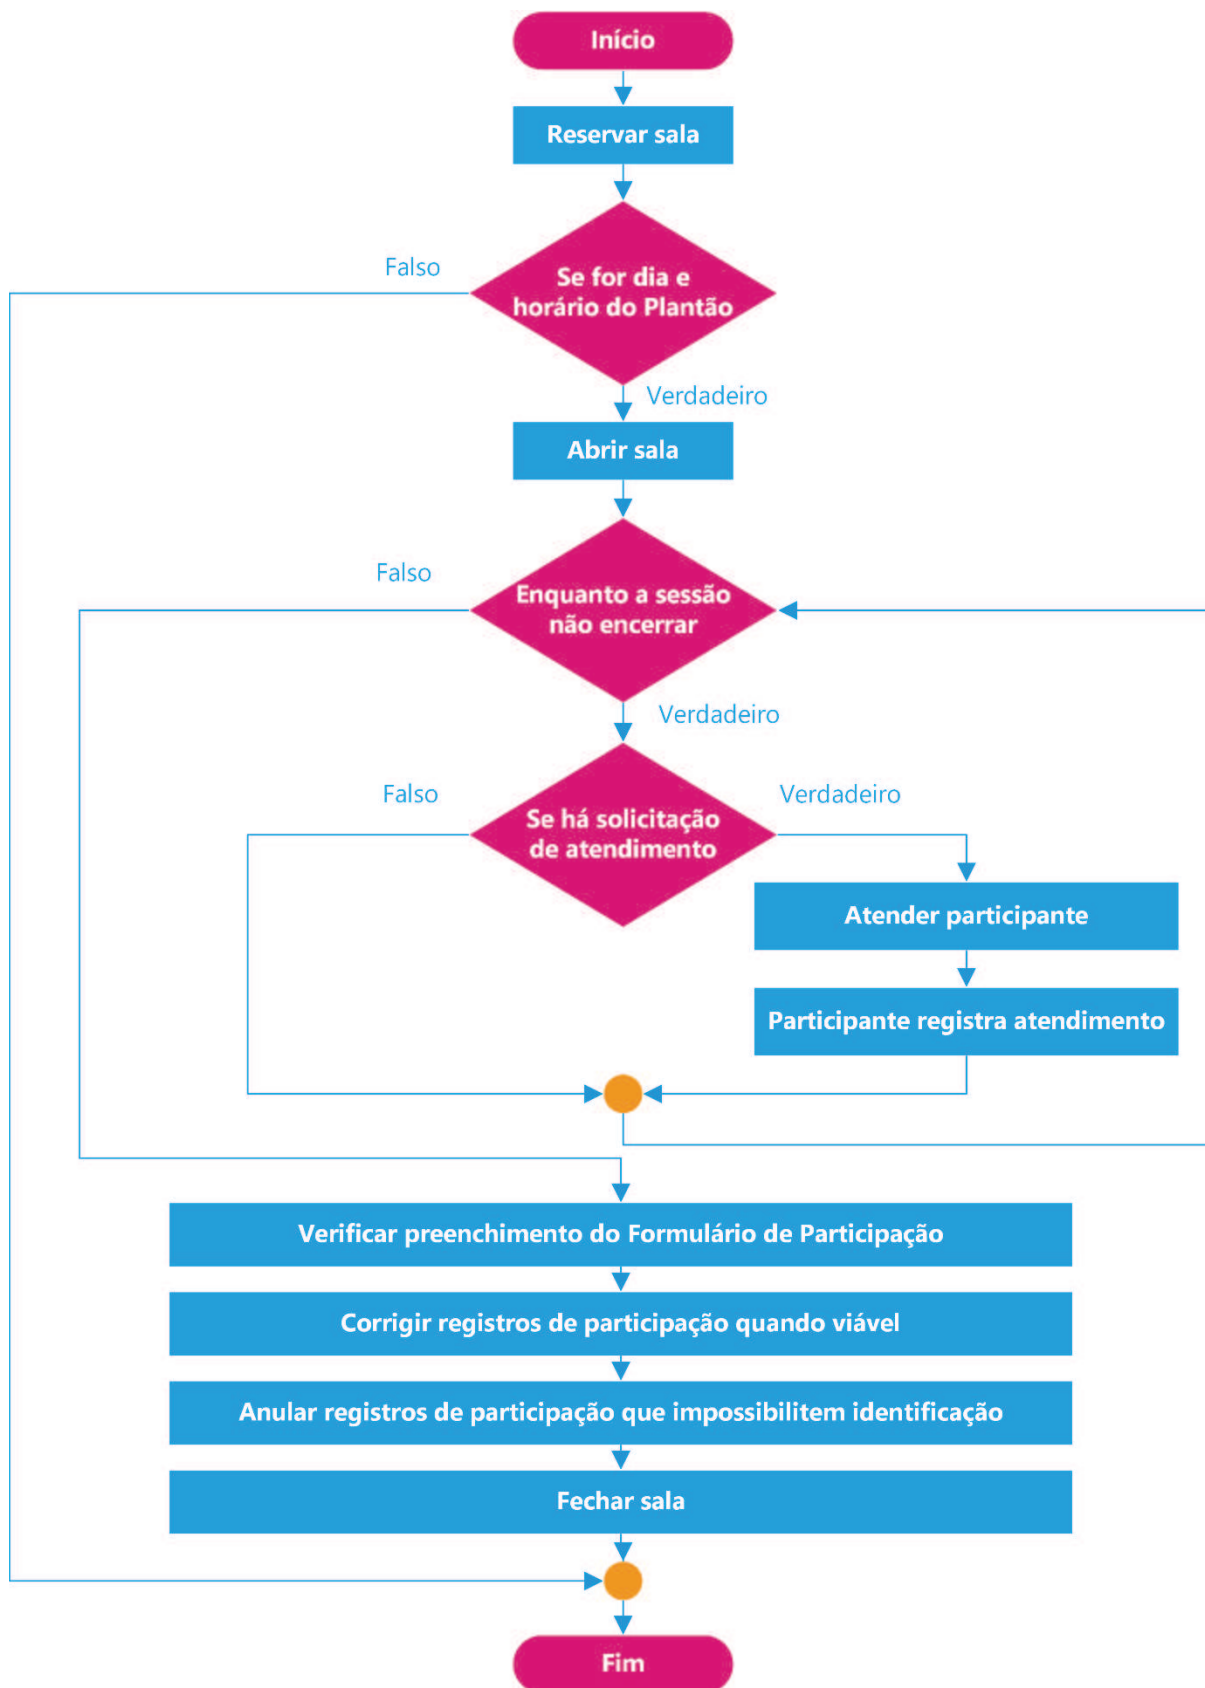 Início
Reservar sala
Falso
Se for dia e
horário do Plantão
Verdadeiro
Abrir sala
Falso
Enquanto a sessão
não encerrar
Verdadeiro
Falso
Verdadeiro
Se há solicitação
de atendimento
Atender participante
Participante registra atendimento
Verificar preenchimento do Formulário de Participação
Corrigir registros de participação quando viável
Anular registros de participação que impossibilitem identificação
Fechar sala
Fim